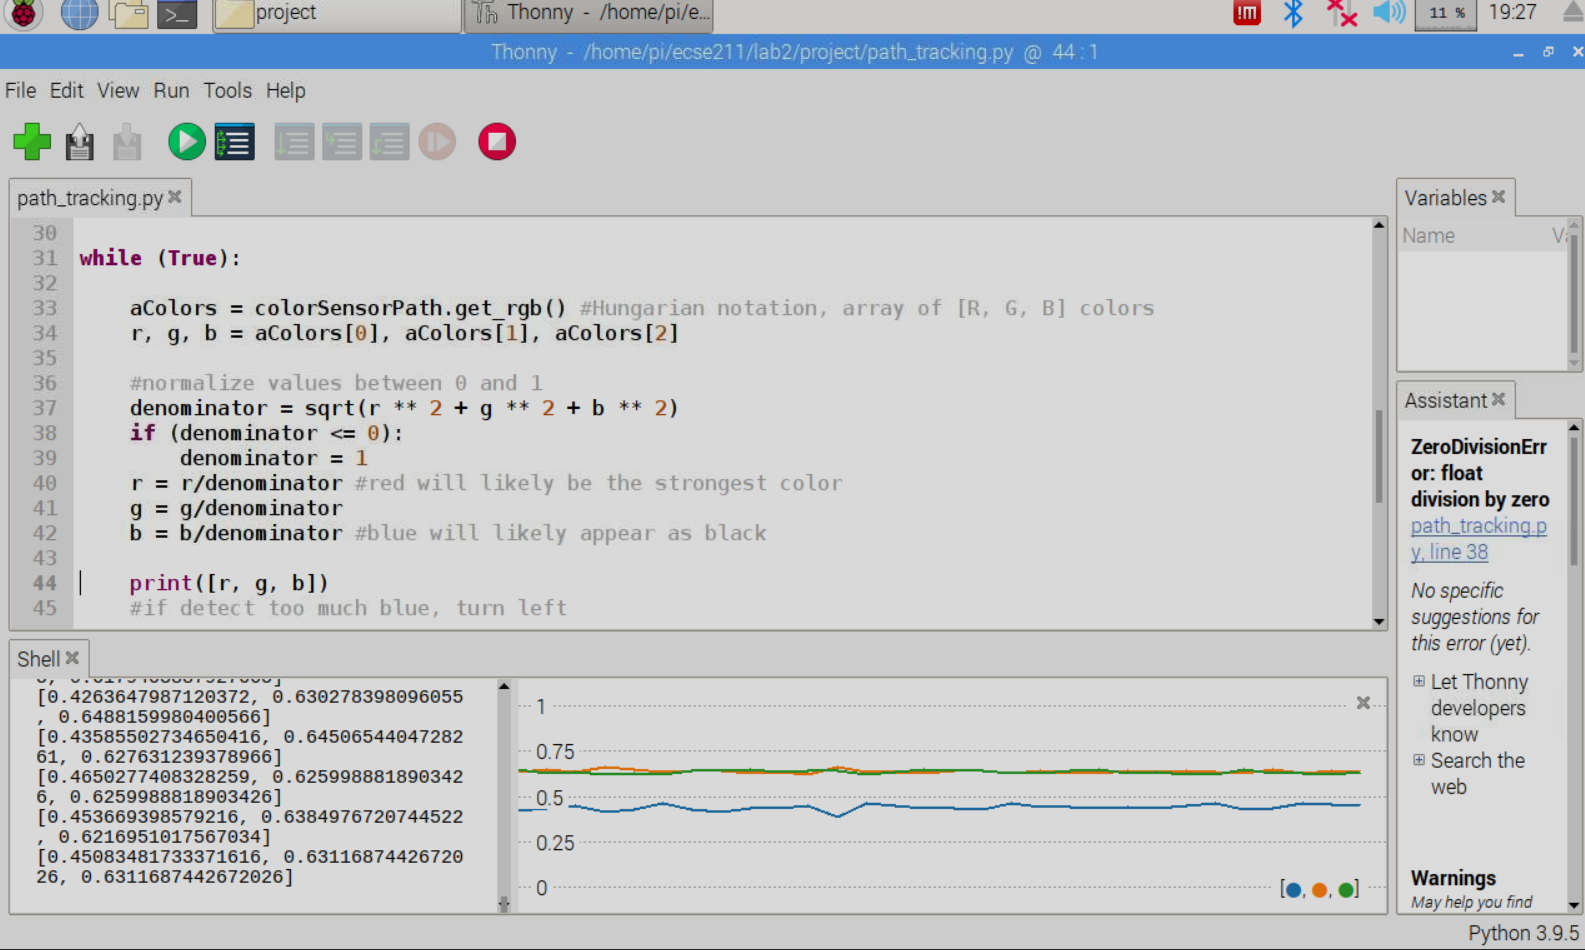 project
Thonny - /home/pi/e...
11 %
19:27
Thonny - /home/pi/ecse211/lab2/project/path_tracking.py @ 44 : 1
File Edit View Run Tools Help
path_tracking.py
30
31 while (True):
32
33 aColors = colorSensorPath.get_rgb() #Hungarian notation, array of [R, G, B] colors
34 r, g, b = aColors[0], aColors[1], aColors[2]
35
36 #normalize values between 0 and 1
37 denominator = sqrt(r ** 2 + g ** 2 + b ** 2)
38 if (denominator <= 0):
39 denominator = 1
40 r = r/denominator #red will likely be the strongest color
41 g = g/denominator
42 b = b/denominator #blue will likely appear as black
43
44 print([r, g, b])
45 #if detect too much blue, turn left
Shell
[0.4263647987120372, 0.630278398096055
, 0.6488159980400566]
[0.43585502734650416, 0.64506544047282
61, 0.627631239378966]
[0.4650277408328259, 0.625998881890342
6, 0.6259988818903426]
[0.453669398579216, 0.6384976720744522
, 0.6216951017567034]
[0.45083481733371616, 0.63116874426720
26, 0.6311687442672026]
1
0.75
0.5
0.25
0
[●, ●, ●]
Variables
Name
Assistant
ZeroDivisionErr
or: float
division by zero
path_tracking.p
y, line 38
No specific
suggestions for
this error (yet).
Let Thonny
developers
know
Search the
web
Warnings
May help you find
Python 3.9.5